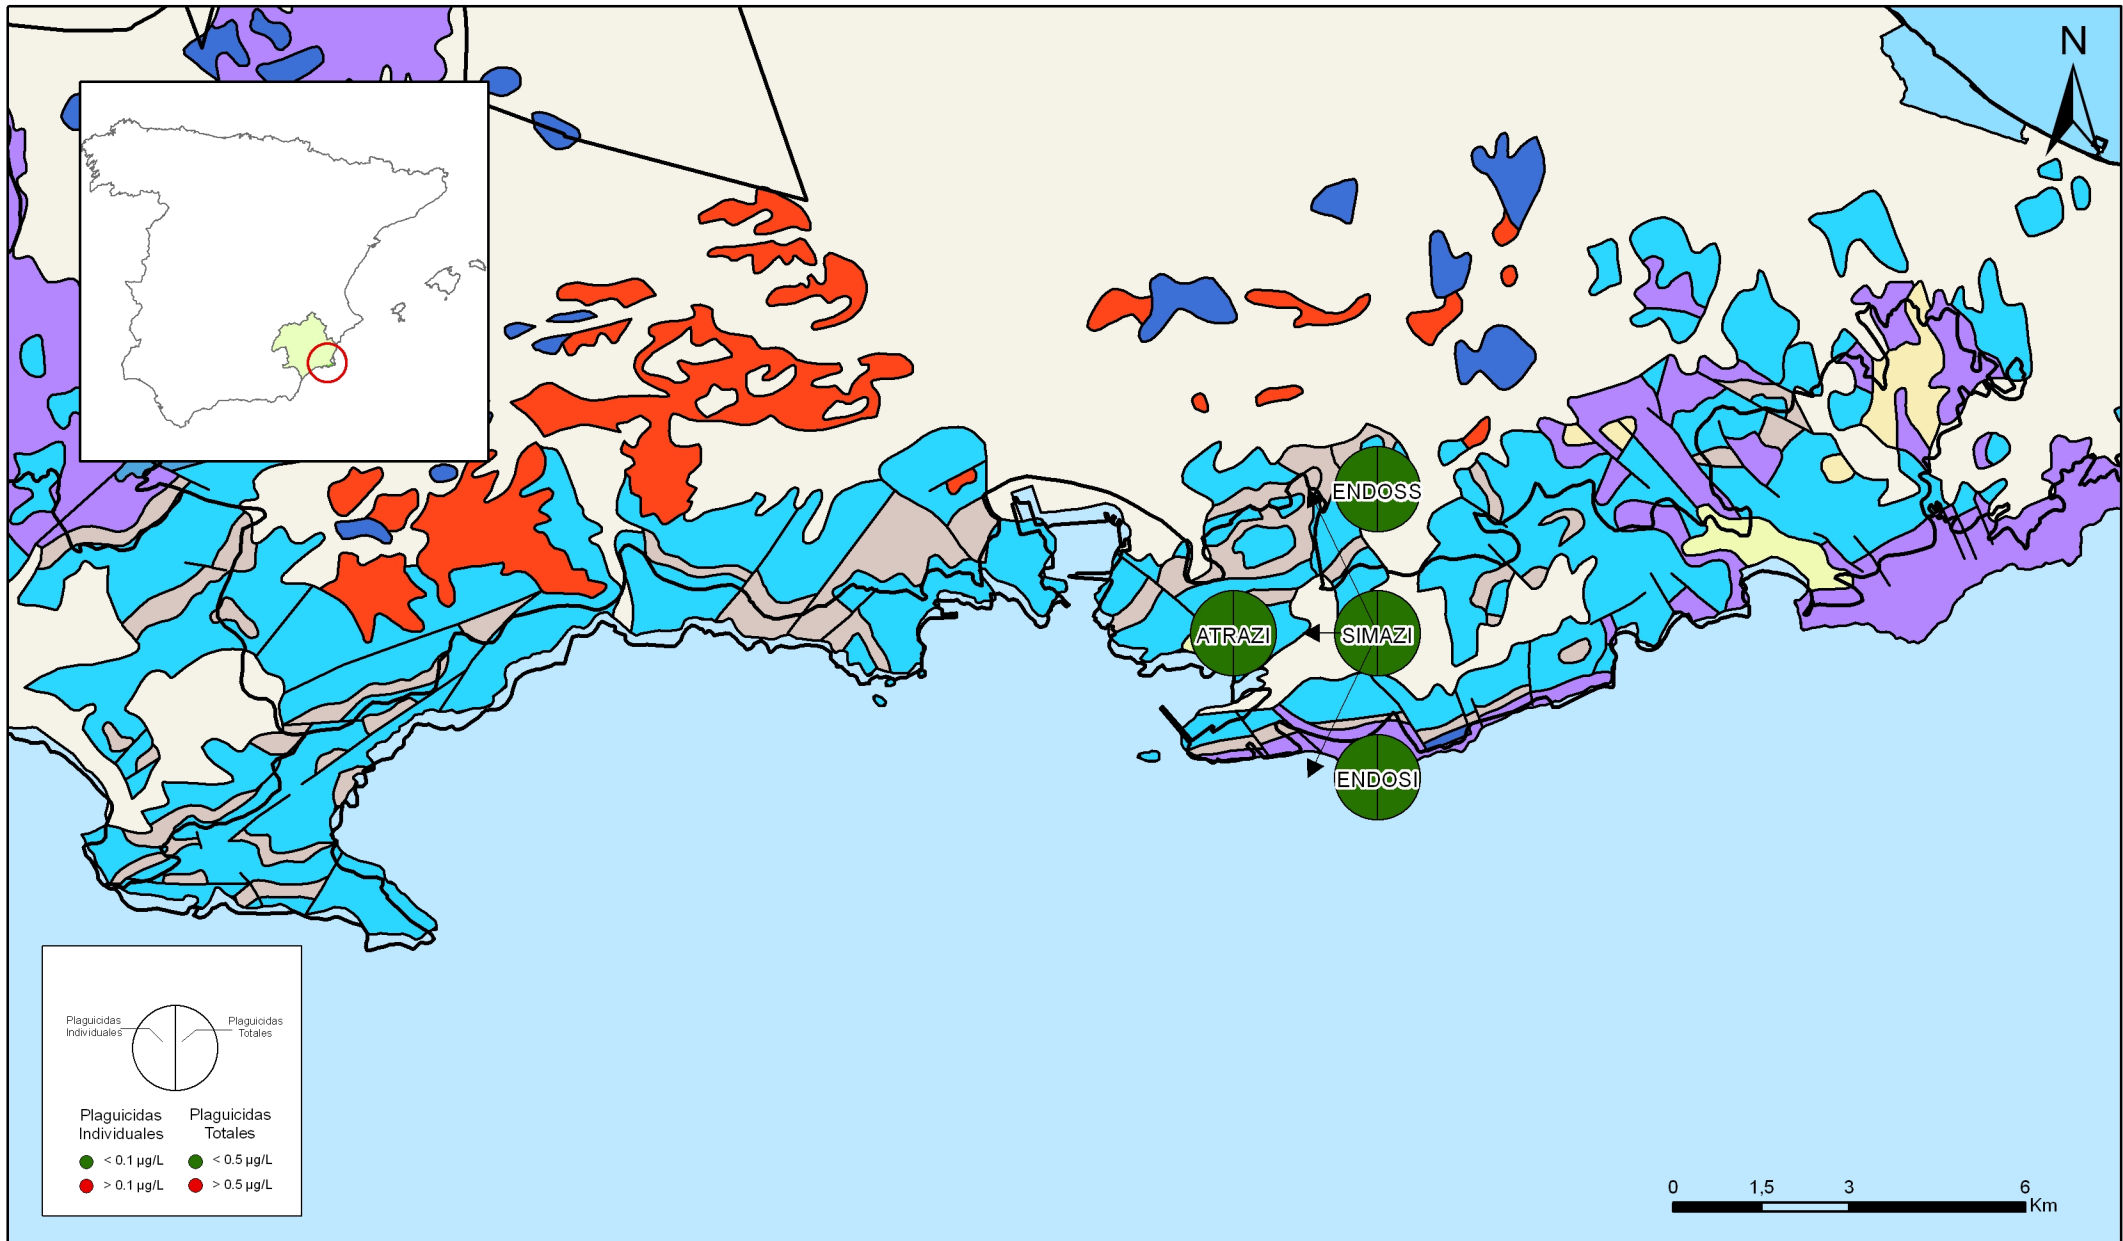 N
ENDOSS
ATRAZI
SIMAZI
ENDOSI
Plaguicidas
Individuales
Plaguicidas
Totales
Plaguicidas
Individuales
Plaguicidas
Totales
< 0.1 µg/L
< 0.5 µg/L
> 0.1 µg/L
> 0.5 µg/L
0 1,5 3 6
Km